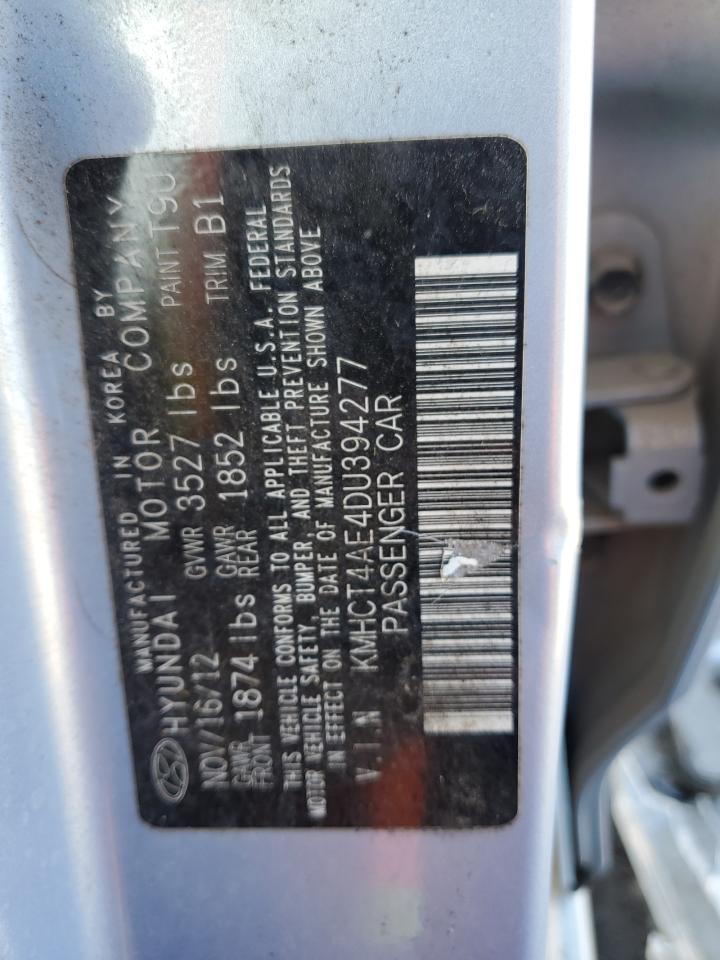 MANUFACTURED IN KOREA BY
HYUNDAI MOTOR COMPANY
NOV/16/12 GVWR 3527 lbs PAINT T9U
GAWR FRONT 1874 lbs GAWR REAR 1852 lbs TRIM B1
THIS VEHICLE CONFORMS TO ALL APPLICABLE U.S.A. FEDERAL
MOTOR VEHICLE SAFETY, BUMPER, AND THEFT PREVENTION STANDARDS
IN EFFECT ON THE DATE OF MANUFACTURE SHOWN ABOVE
V.I.N KMHCT4AE4DU394277
PASSENGER CAR